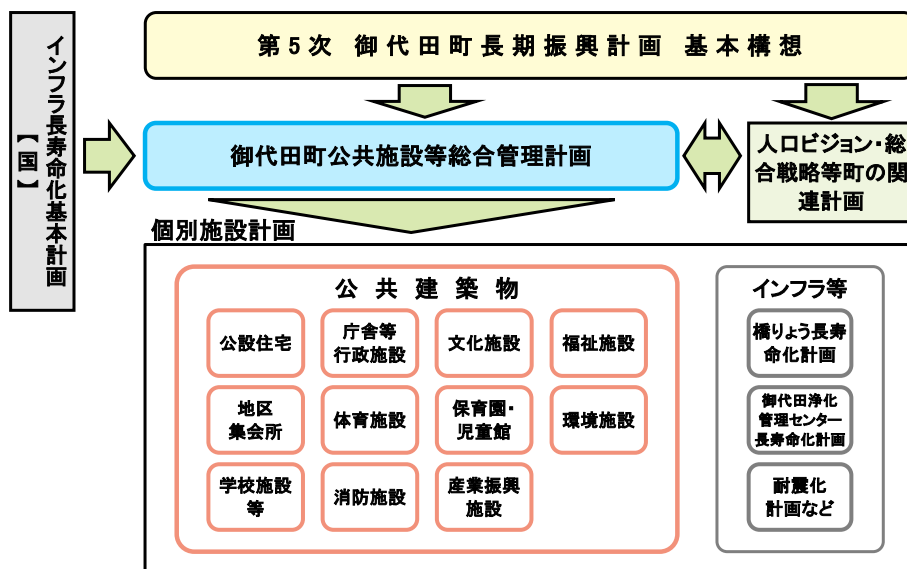 第5次 御代田町長期振興計画 基本構想
インフラ長寿命化基本計画
【国】
御代田町公共施設等総合管理計画
人口ビジョン・総
合戦略等町の関
連計画
個別施設計画
公共建築物
公設住宅
庁舎等
行政施設
文化施設
福祉施設
地区
集会所
体育施設
保育園・
児童館
環境施設
学校施設
等
消防施設
産業振興
施設
インフラ等
橋りょう長寿
命化計画
御代田浄化
管理センター
長寿命化計画
耐震化
計画など